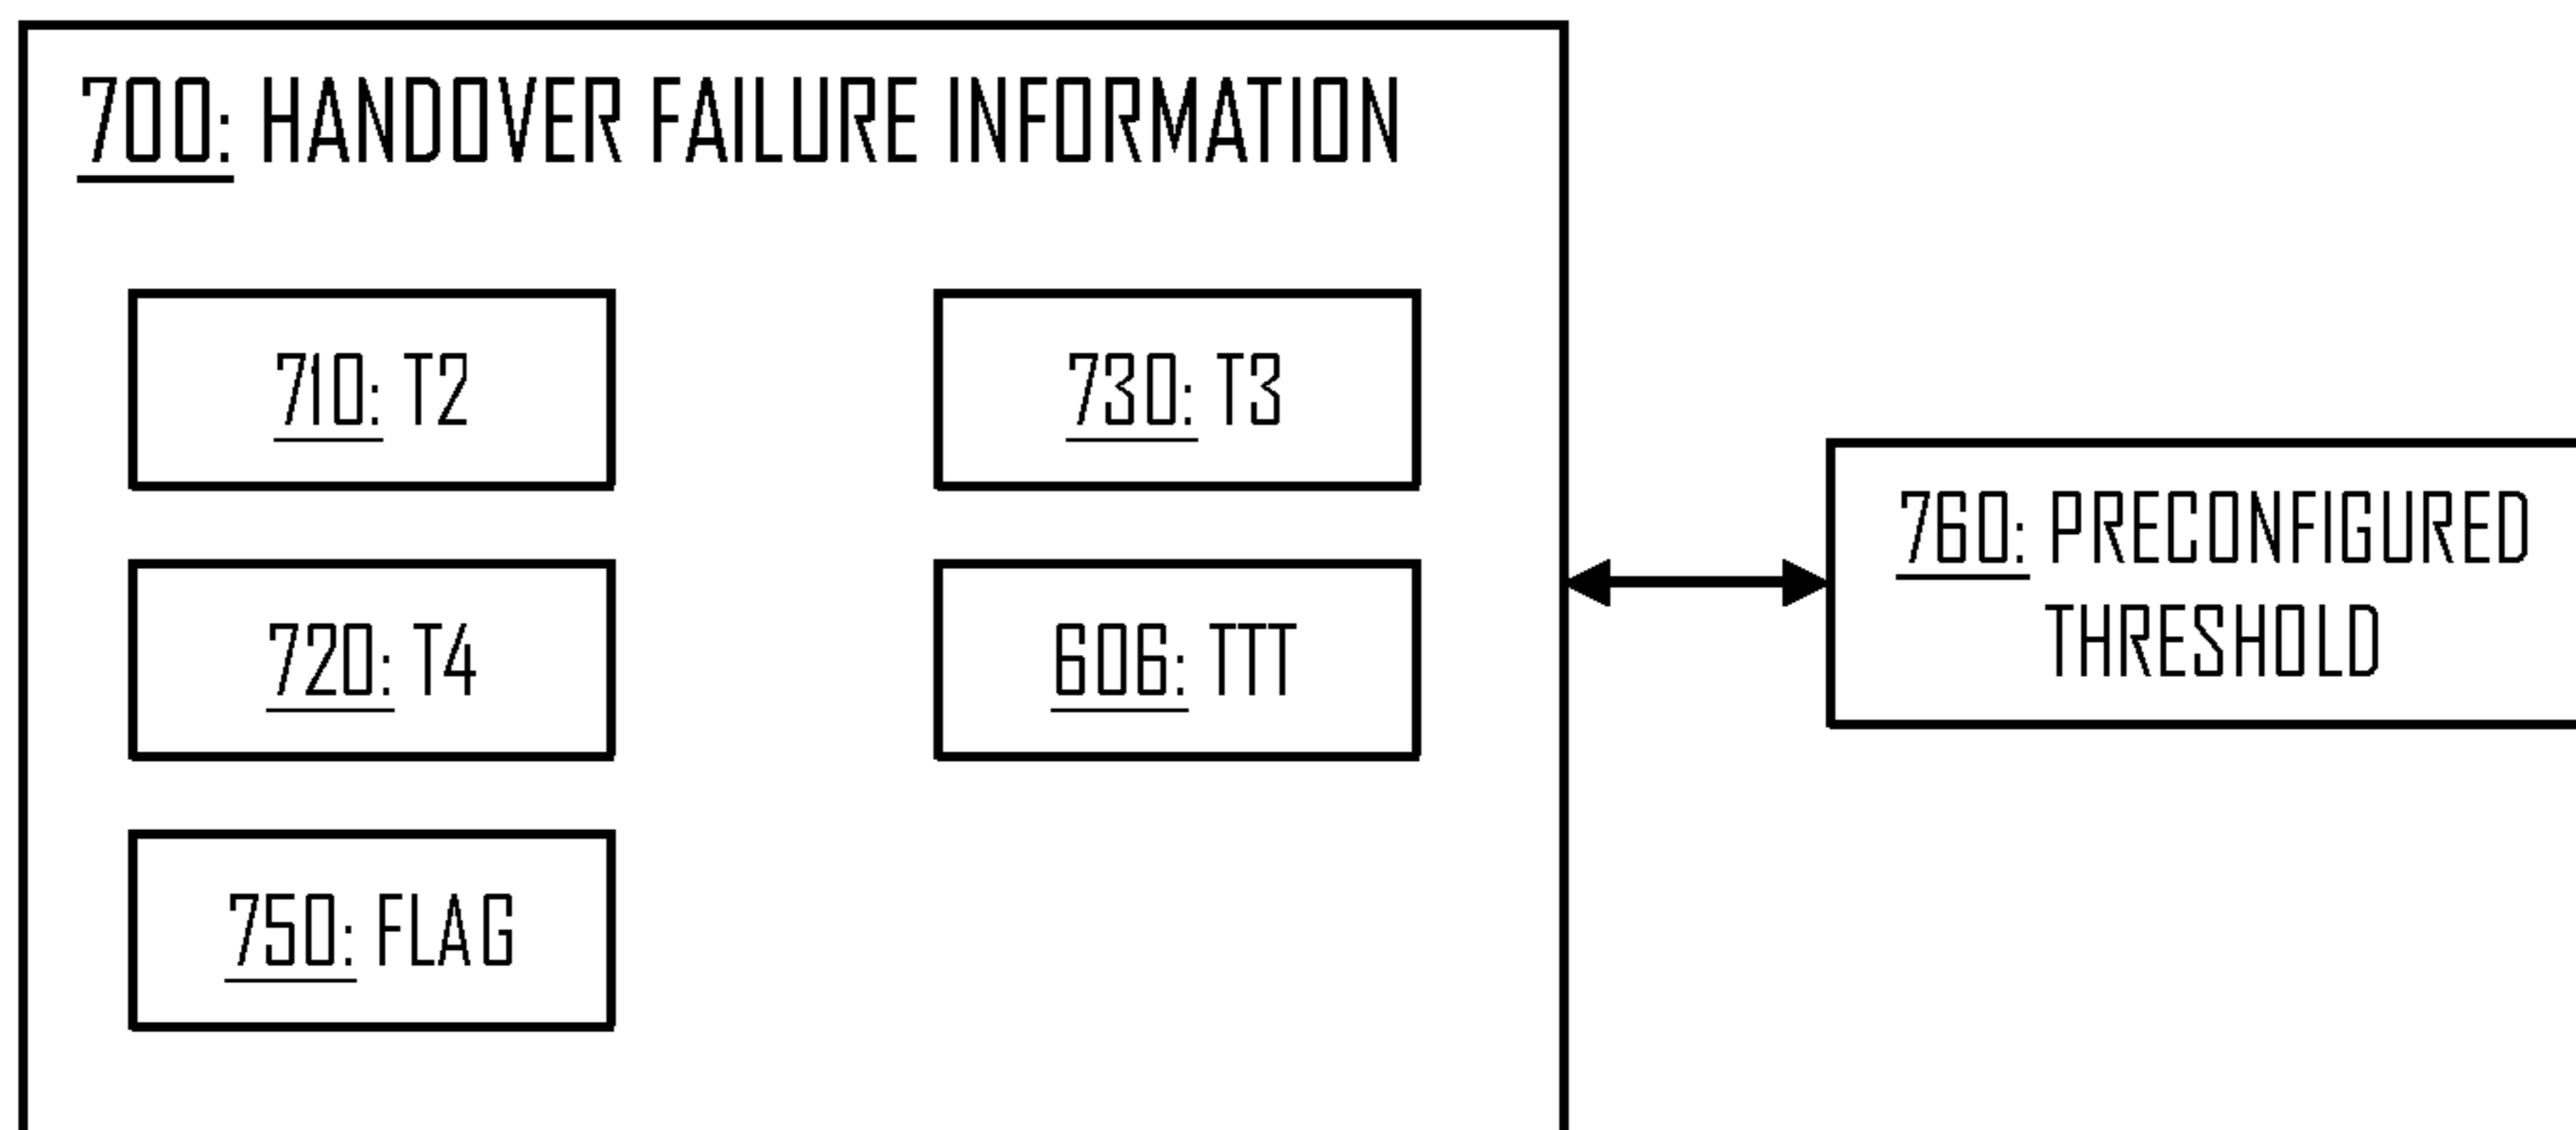 700: HANDOVER FAILURE INFORMATION
710: T2
730: T3
720: T4
606: TTT
750: FLAG
760: PRECONFIGURED
THRESHOLD